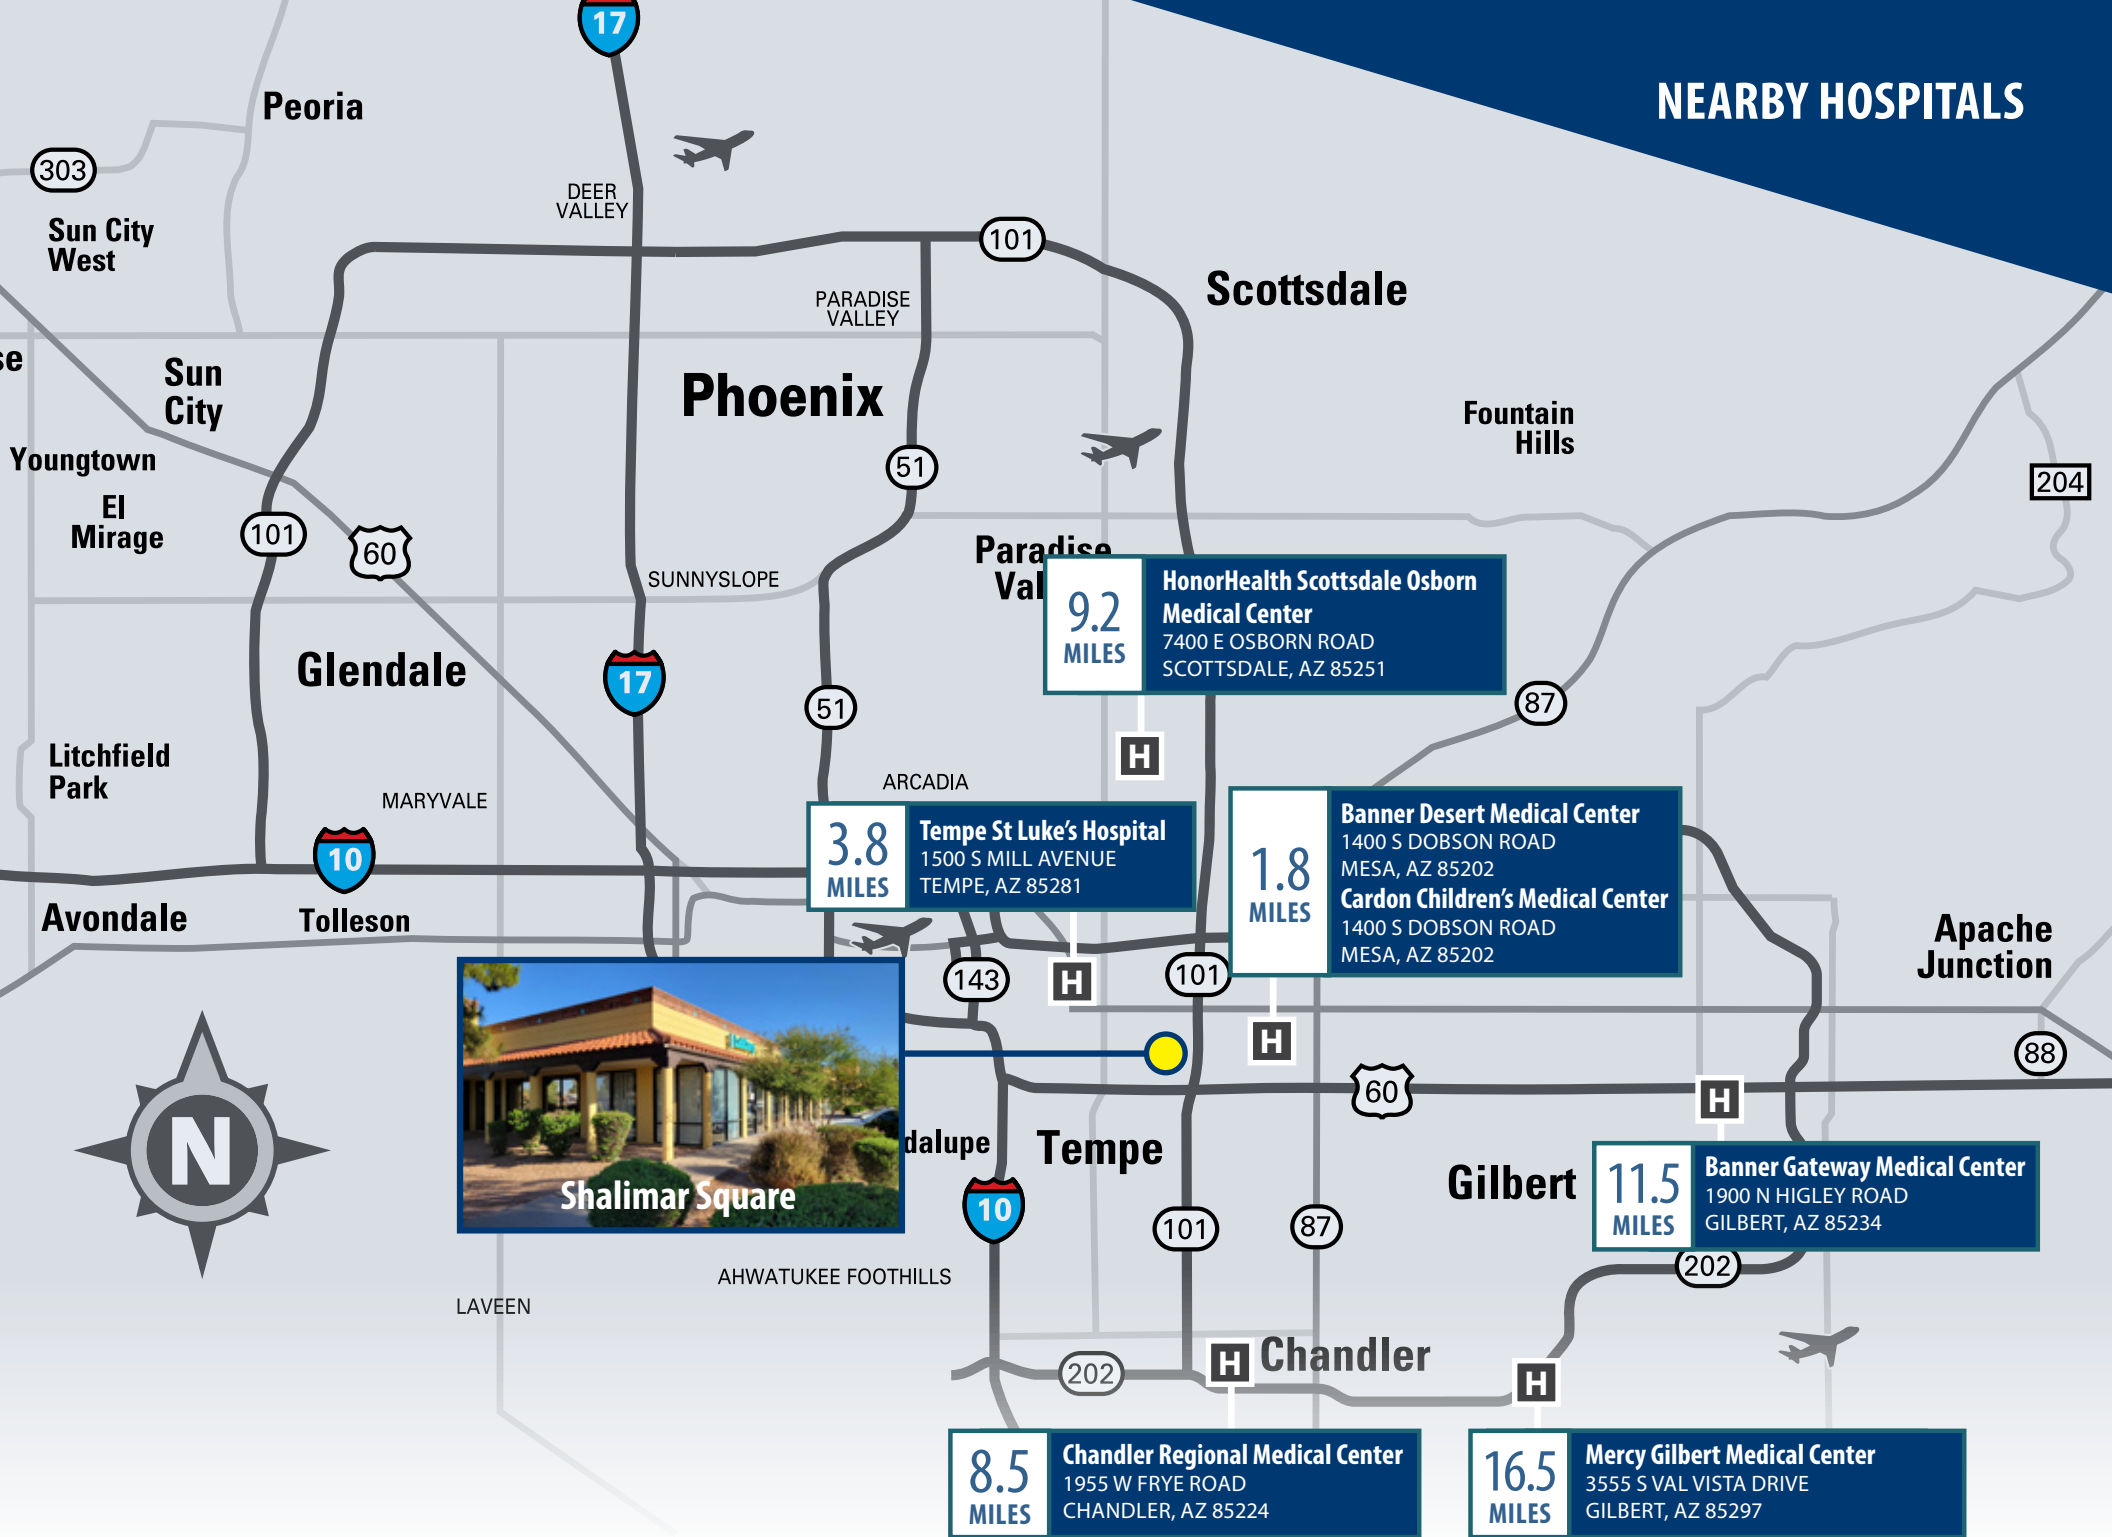 17
NEARBY HOSPITALS
Peoria
303
DEER
VALLEY
Sun City
West
101
Scottsdale
PARADISE
VALLEY
se
Sun
City
Phoenix
Fountain
Hills
Youngtown
51
204
El
Mirage
101
60
Paradise
Val
SUNNYSLOPE
9.2
MILES
HonorHealth Scottsdale Osborn
Medical Center
7400 E OSBORN ROAD
SCOTTSDALE, AZ 85251
Glendale
17
51
87
H
Litchfield
Park
MARYVALE
ARCADIA
10
3.8
MILES
Tempe St Luke's Hospital
1500 S MILL AVENUE
TEMPE, AZ 85281
1.8
MILES
Banner Desert Medical Center
1400 S DOBSON ROAD
MESA, AZ 85202
Cardon Children's Medical Center
1400 S DOBSON ROAD
MESA, AZ 85202
Avondale
Tolleson
Apache
Junction
143
H
101
H
88
N
60
H
dalupe
Tempe
Shalimar Square
10
Gilbert
11.5
MILES
Banner Gateway Medical Center
1900 N HIGLEY ROAD
GILBERT, AZ 85234
101
87
202
AHWATUKEE FOOTHILLS
LAVEEN
202
H
Chandler
H
8.5
MILES
Chandler Regional Medical Center
1955 W FRYE ROAD
CHANDLER, AZ 85224
16.5
MILES
Mercy Gilbert Medical Center
3555 S VAL VISTA DRIVE
GILBERT, AZ 85297